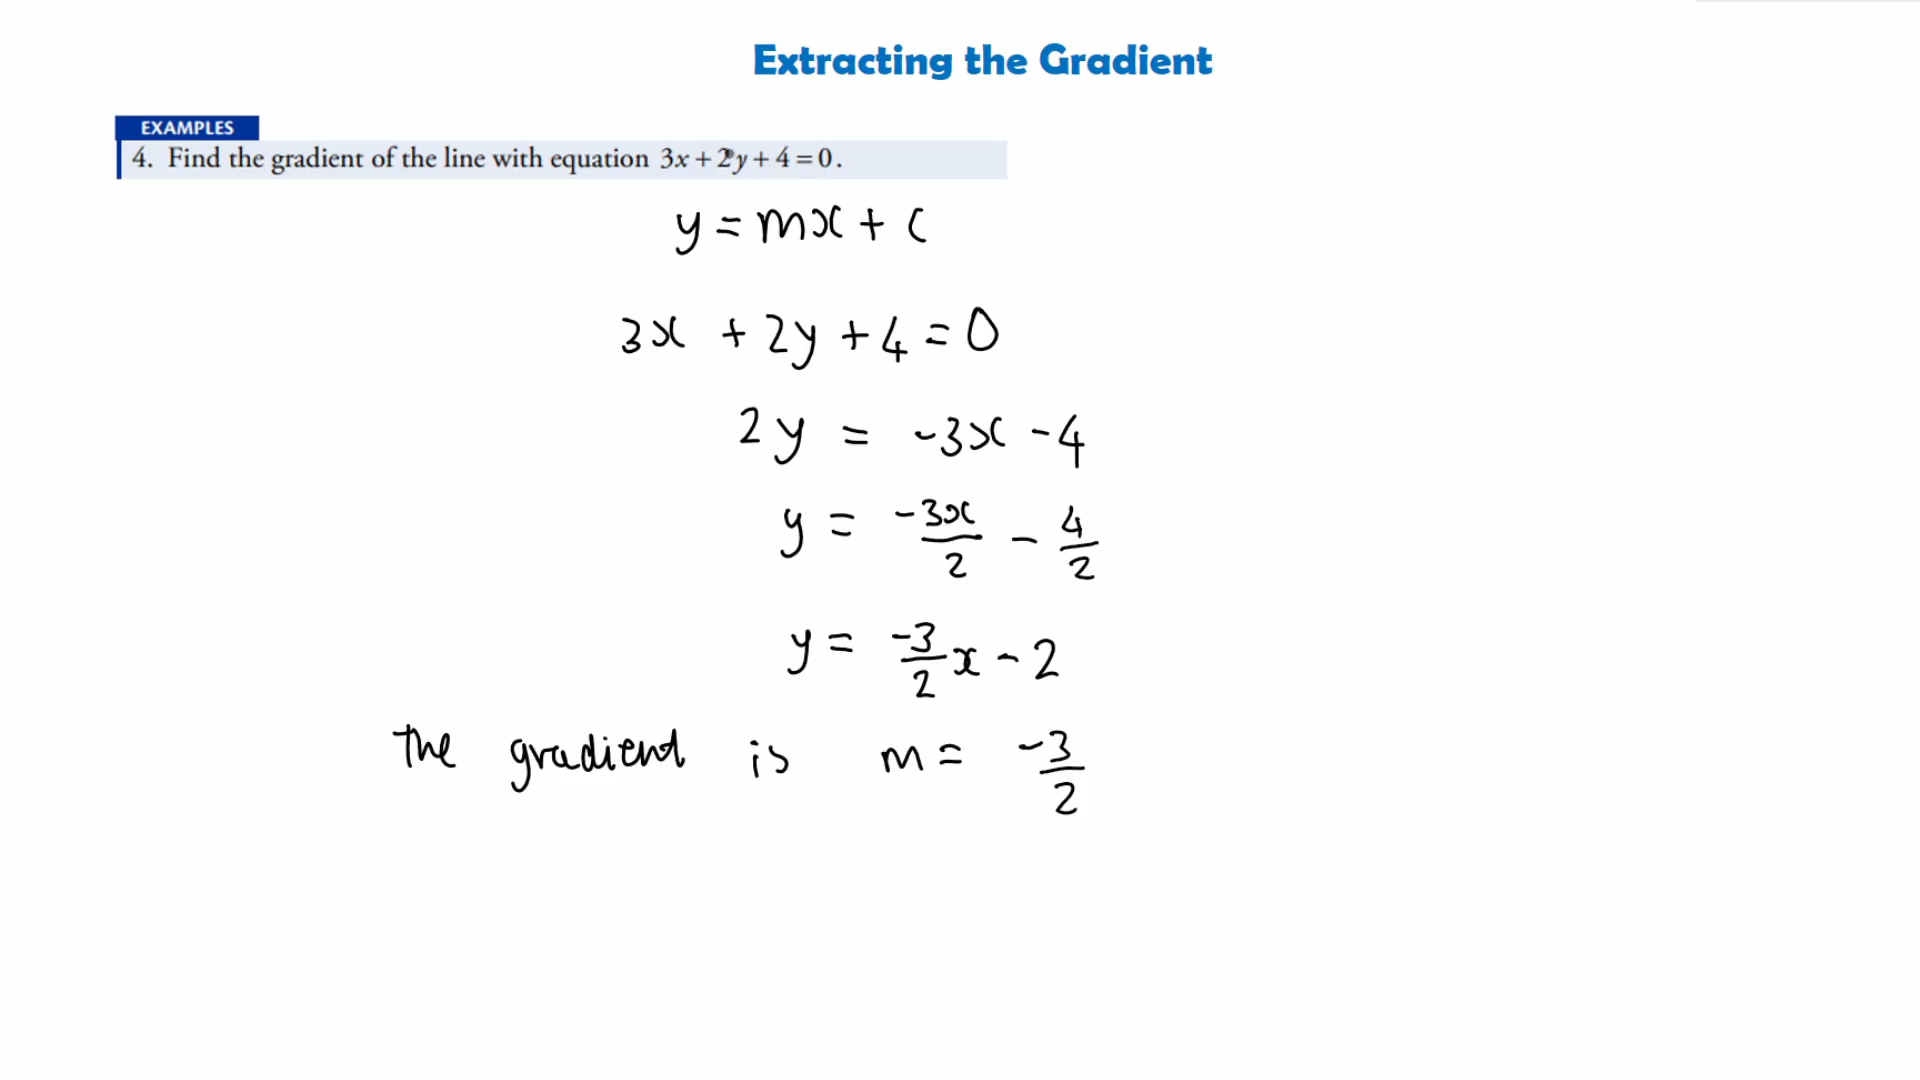 Extracting the Gradient
EXAMPLES
4. Find the gradient of the line with equation 3x + 2y + 4 = 0.
y = mx + c
3x + 2y + 4 = 0
2y = -3x - 4
y = -3x/2 - 4/2
y = -3/2 x - 2
the gradient is m = -3/2